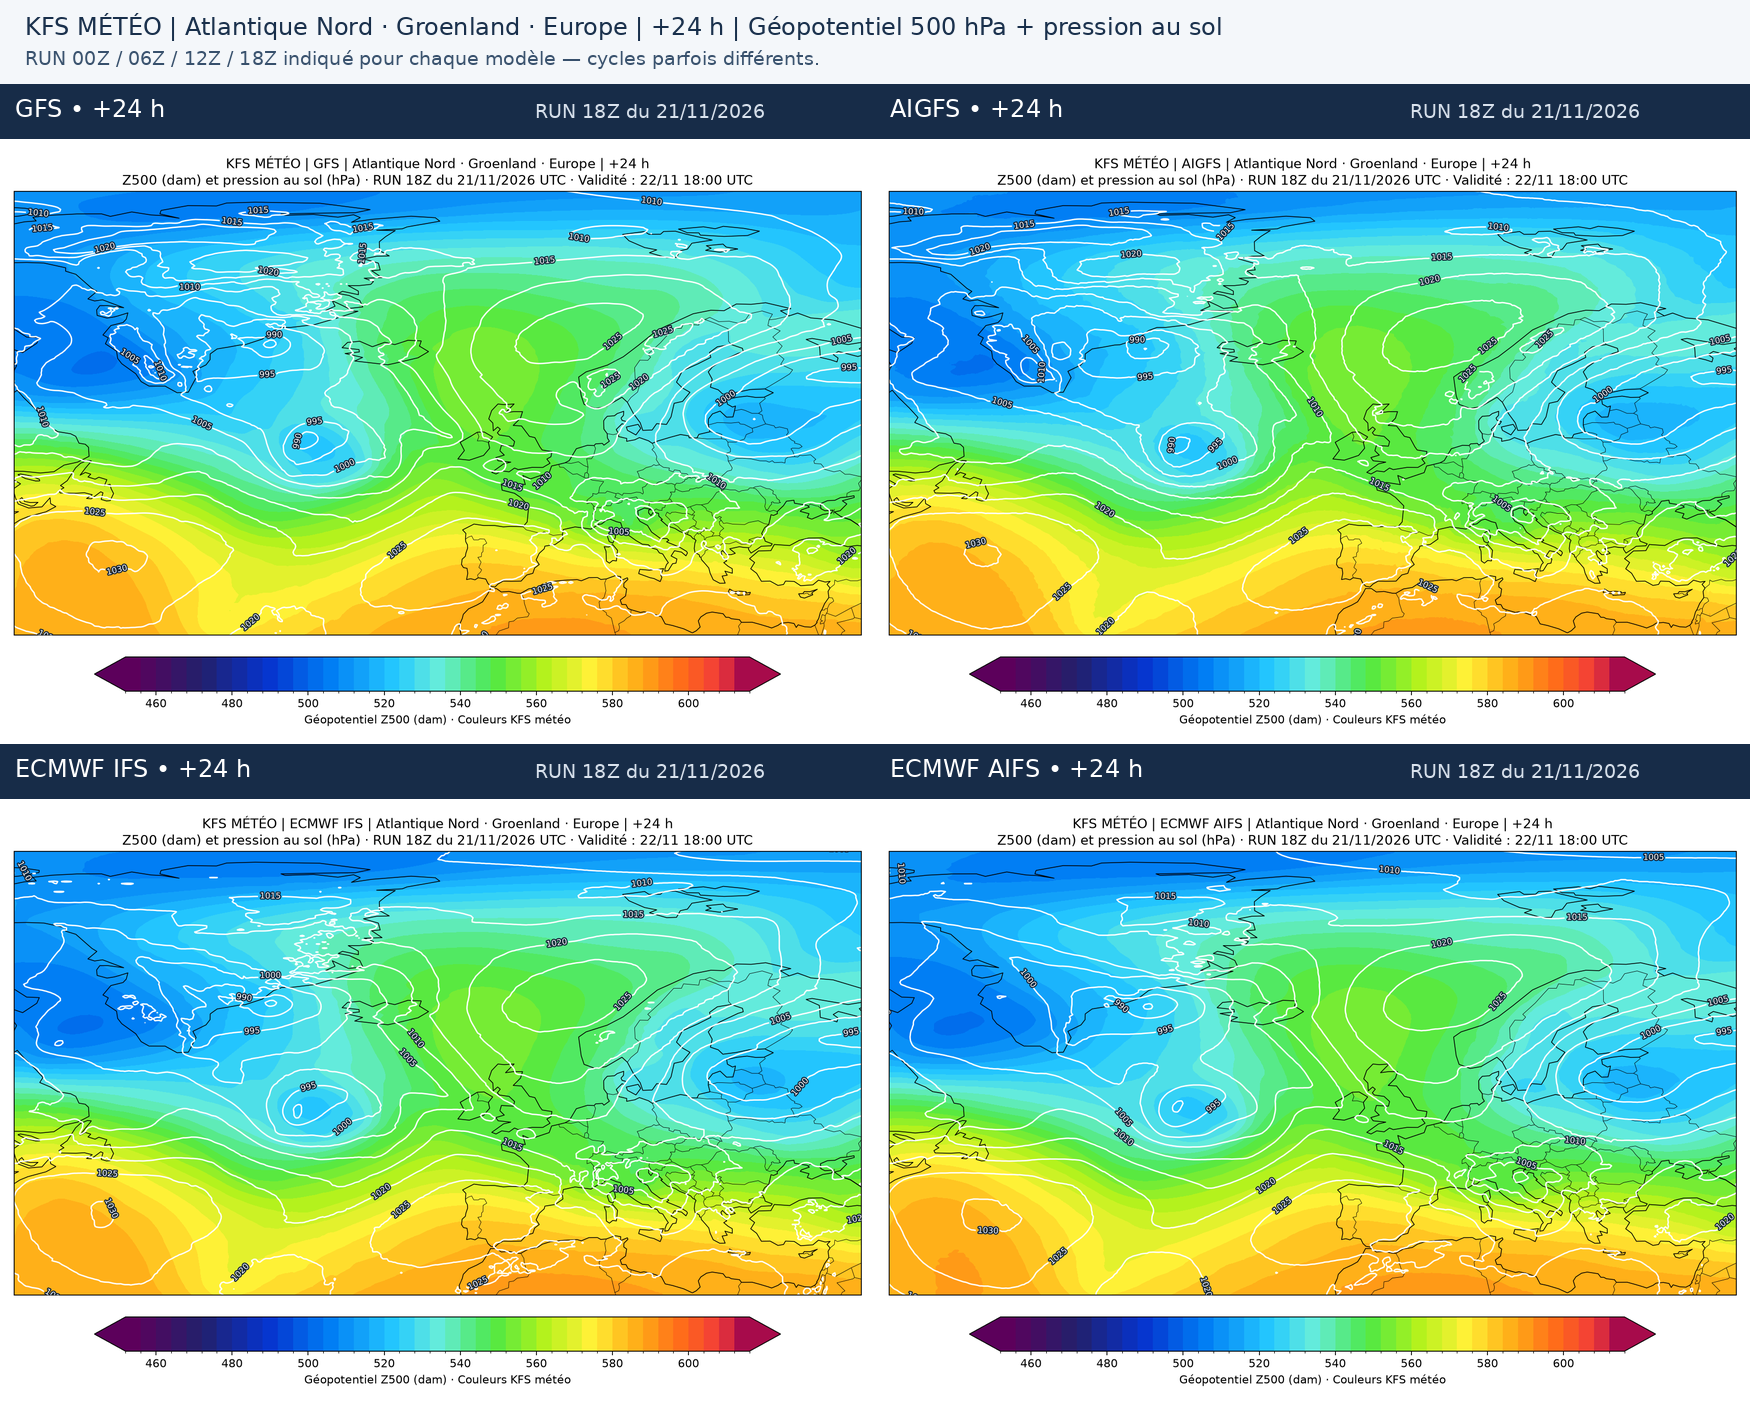 KFS MÉTÉO | Atlantique Nord · Groenland · Europe | +24 h | Géopotentiel 500 hPa + pression au sol
RUN 00Z / 06Z / 12Z / 18Z indiqué pour chaque modèle — cycles parfois différents.
GFS • +24 h
RUN 18Z du 21/11/2026
AIGFS • +24 h
RUN 18Z du 21/11/2026
KFS MÉTÉO | GFS | Atlantique Nord · Groenland · Europe | +24 h
Z500 (dam) et pression au sol (hPa) · RUN 18Z du 21/11/2026 UTC · Validité : 22/11 18:00 UTC
KFS MÉTÉO | AIGFS | Atlantique Nord · Groenland · Europe | +24 h
Z500 (dam) et pression au sol (hPa) · RUN 18Z du 21/11/2026 UTC · Validité : 22/11 18:00 UTC
460 480 500 520 540 560 580 600
Géopotentiel Z500 (dam) · Couleurs KFS météo
460 480 500 520 540 560 580 600
Géopotentiel Z500 (dam) · Couleurs KFS météo
ECMWF IFS • +24 h
RUN 18Z du 21/11/2026
ECMWF AIFS • +24 h
RUN 18Z du 21/11/2026
KFS MÉTÉO | ECMWF IFS | Atlantique Nord · Groenland · Europe | +24 h
Z500 (dam) et pression au sol (hPa) · RUN 18Z du 21/11/2026 UTC · Validité : 22/11 18:00 UTC
KFS MÉTÉO | ECMWF AIFS | Atlantique Nord · Groenland · Europe | +24 h
Z500 (dam) et pression au sol (hPa) · RUN 18Z du 21/11/2026 UTC · Validité : 22/11 18:00 UTC
460 480 500 520 540 560 580 600
Géopotentiel Z500 (dam) · Couleurs KFS météo
460 480 500 520 540 560 580 600
Géopotentiel Z500 (dam) · Couleurs KFS météo